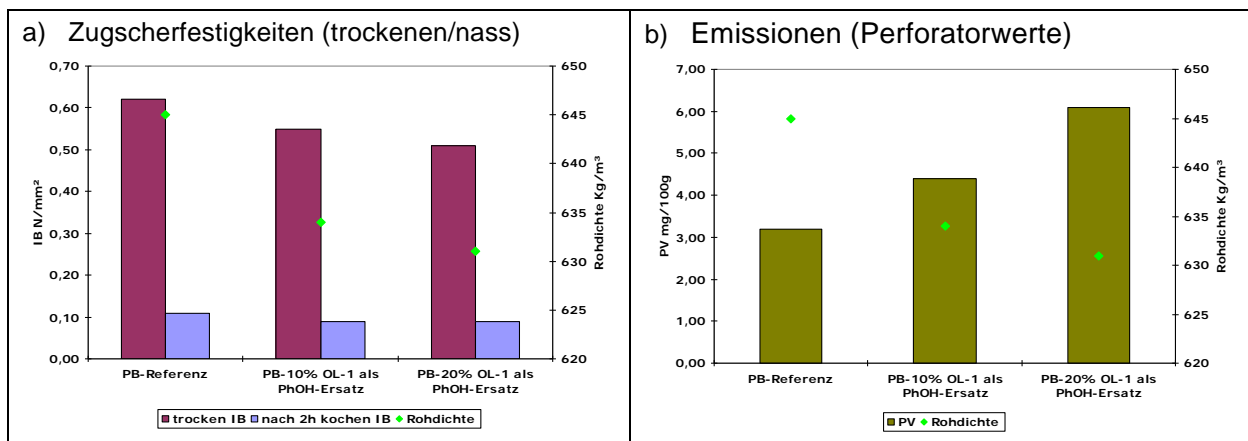 a) Zugscherfestigkeiten (trockenen/nass)
0,70
0,60
0,50
0,40
0,30
0,20
0,10
0,00
IB N/mm²
650
645
640
635
630
625
620
Rohdichte Kg/m³
PB-Referenz
PB-10% OL-1 als
PhOH-Ersatz
PB-20% OL-1 als
PhOH-Ersatz
trocken IB
nach 2h kochen IB
Rohdichte
b) Emissionen (Perforatorwerte)
7,00
6,00
5,00
4,00
3,00
2,00
1,00
0,00
PV mg/100g
650
645
640
635
630
625
620
Rohdichte Kg/m³
PB-Referenz
PB-10% OL-1 als
PhOH-Ersatz
PB-20% OL-1 als
PhOH-Ersatz
PV
Rohdichte